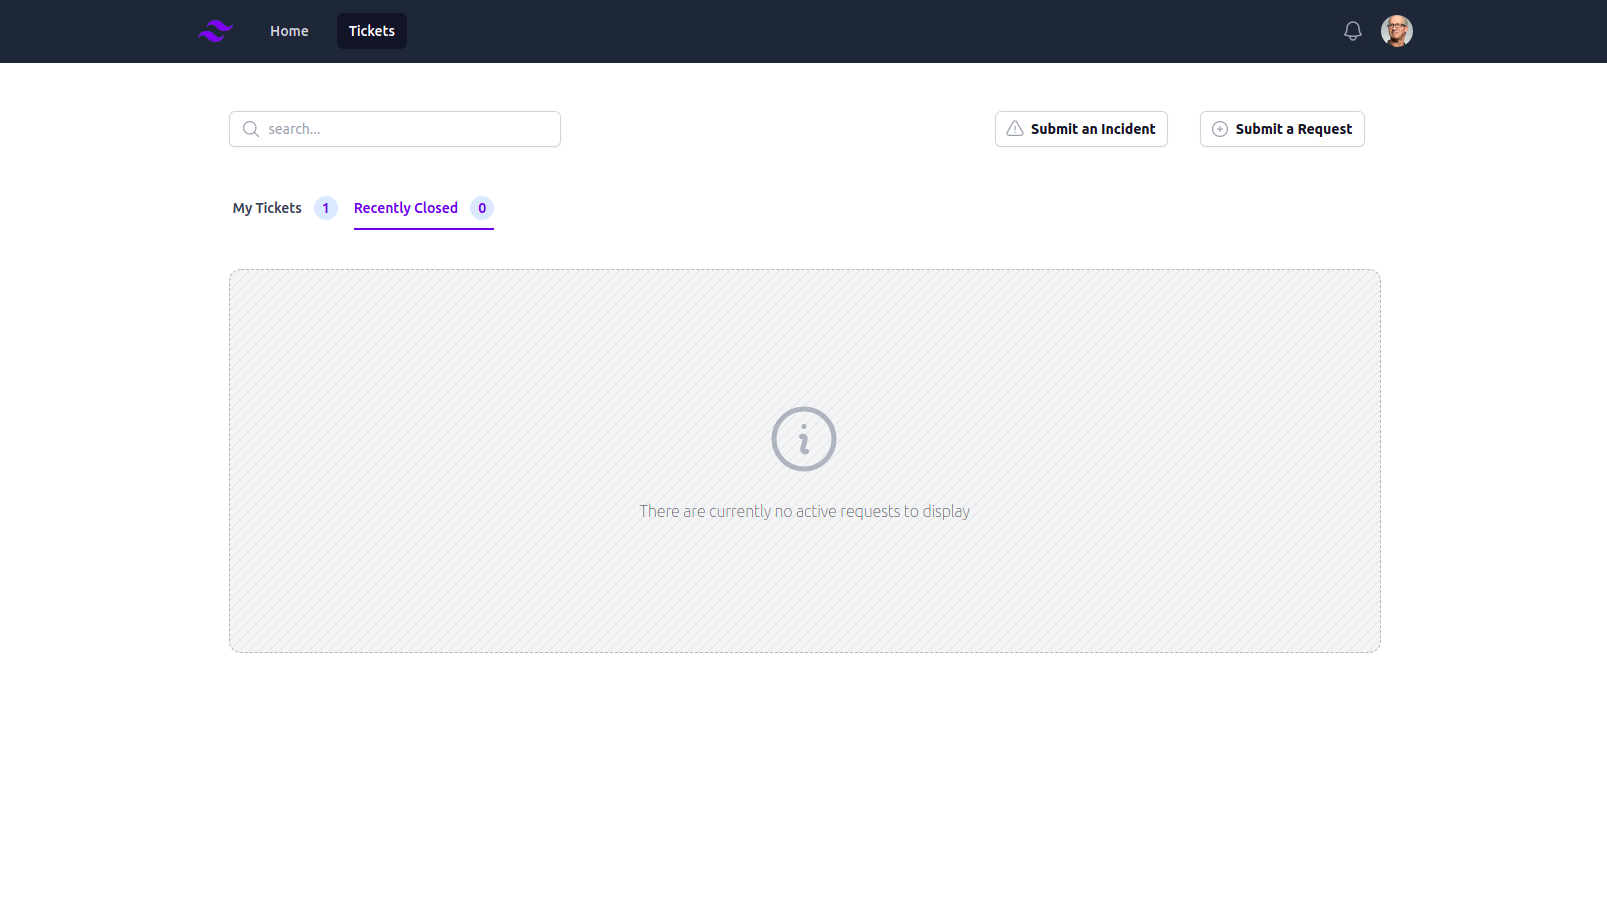 Home
Tickets
search...
Submit an Incident
Submit a Request
My Tickets 1
Recently Closed 0
There are currently no active requests to display